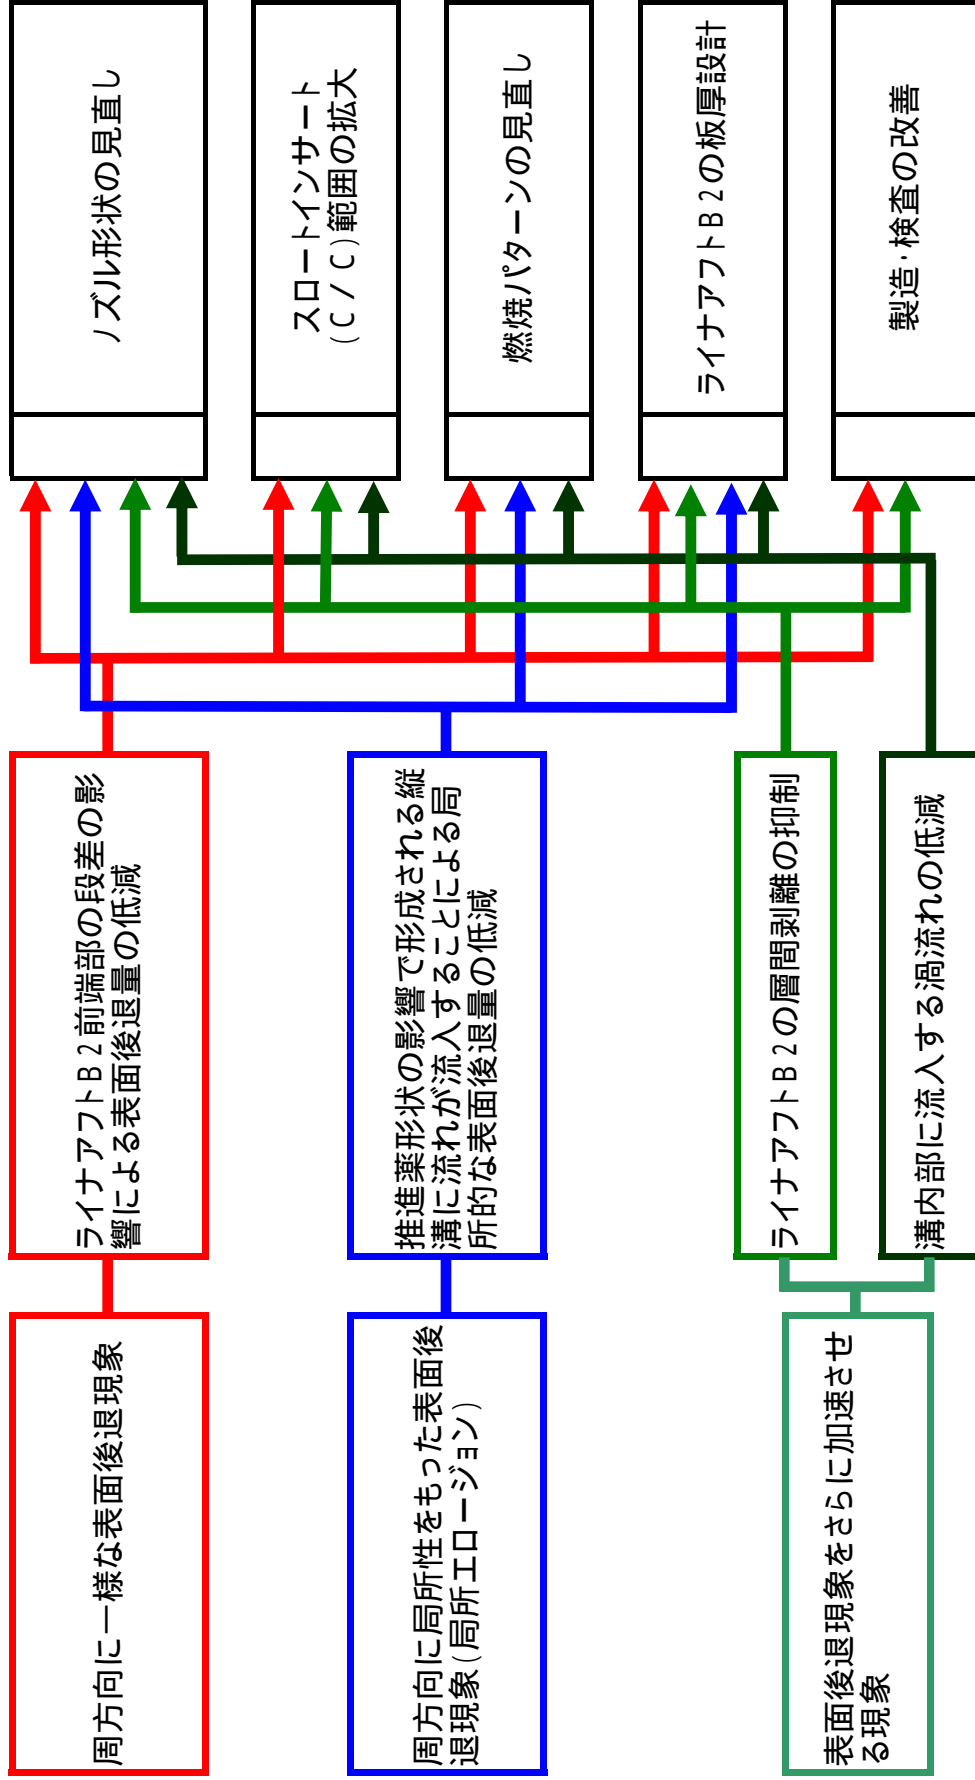 周方向に一様な表面後退現象
周方向に局所性をもった表面後
退現象(局所エロージョン)
表面後退現象をさらに加速させ
る現象
ライナアフトB2前端部の段差の影
響による表面後退量の低減
推進薬形状の影響で形成される縦
溝に流れが流入することによる局
所的な表面後退量の低減
ライナアフトB2の層間剥離の抑制
溝内部に流入する渦流れの低減
ノズル形状の見直し
スロートインサート
(C/C)範囲の拡大
燃焼パターンの見直し
ライナアフトB2の板厚設計
製造・検査の改善